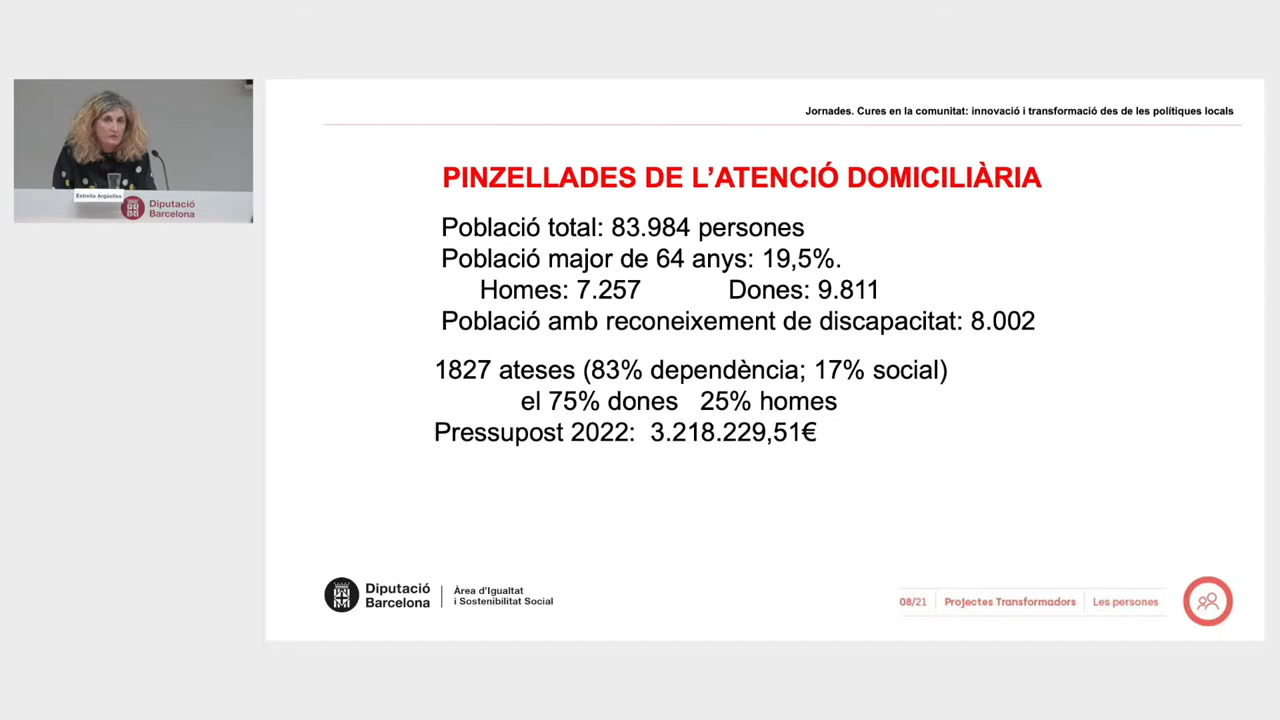 Estrella Argüelles
Diputació
Barcelona
Jornades. Cures en la comunitat: innovació i transformació des de les polítiques locals
PINZELLADES DE L’ATENCIÓ DOMICILIÀRIA
Població total: 83.984 persones
Població major de 64 anys: 19,5%.
Homes: 7.257 Dones: 9.811
Població amb reconeixement de discapacitat: 8.002
1827 ateses (83% dependència; 17% social)
el 75% dones 25% homes
Pressupost 2022: 3.218.229,51€
Diputació
Barcelona
Àrea d’Igualtat
i Sostenibilitat Social
08/21 Projectes Transformadors Les persones